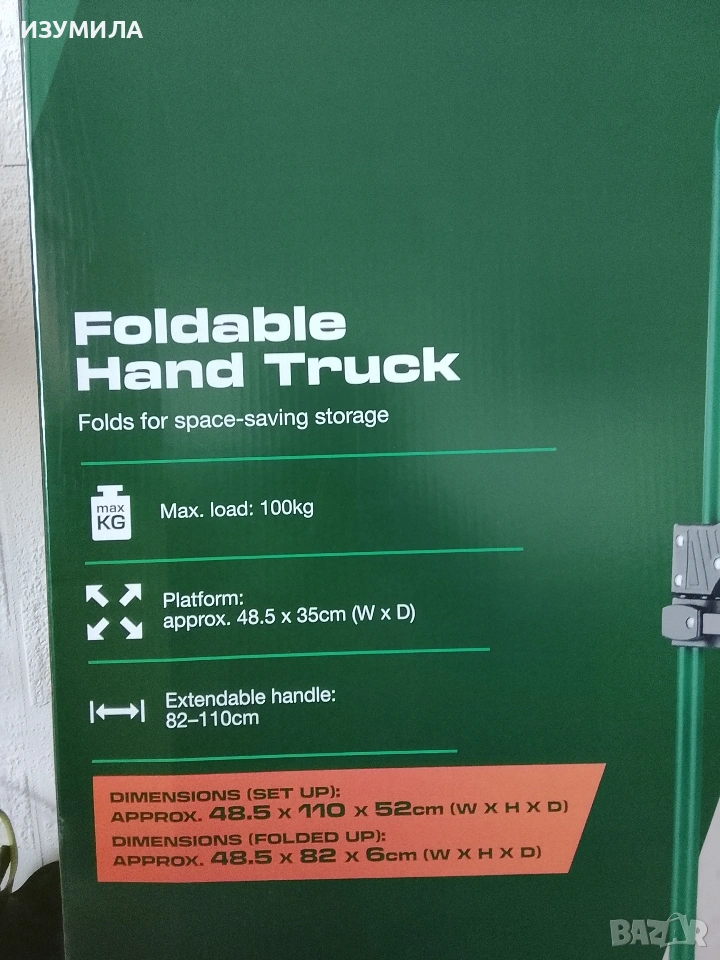 ИЗУМИЛА
Foldable
Hand Truck
Folds for space-saving storage
max
KG
Max. load: 100kg
Platform:
approx. 48.5 x 35cm (W x D)
Extendable handle:
82–110cm
DIMENSIONS (SET UP):
APPROX. 48.5 X 110 X 52cm (W X H X D)
DIMENSIONS (FOLDED UP):
APPROX. 48.5 X 82 X 6cm (W X H X D)
BAZAR